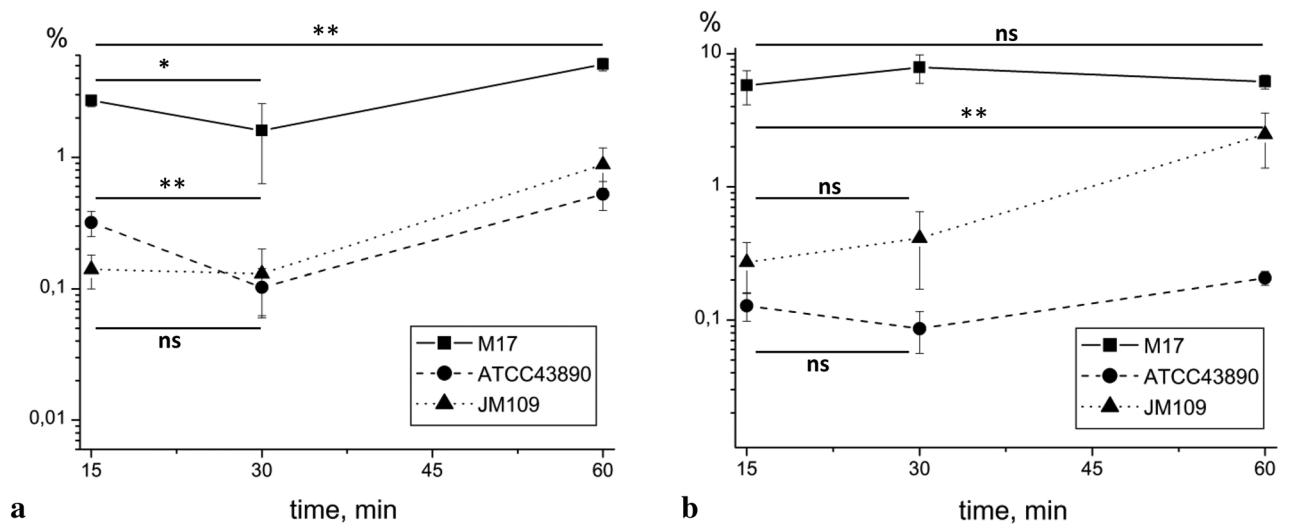 %
**
*
1
**
0,1
ns
M17
ATCC43890
JM109
0,01
15 30 45 60
a
time, min
%
10
ns
**
1
ns
0,1
ns
M17
ATCC43890
JM109
15 30 45 60
b
time, min